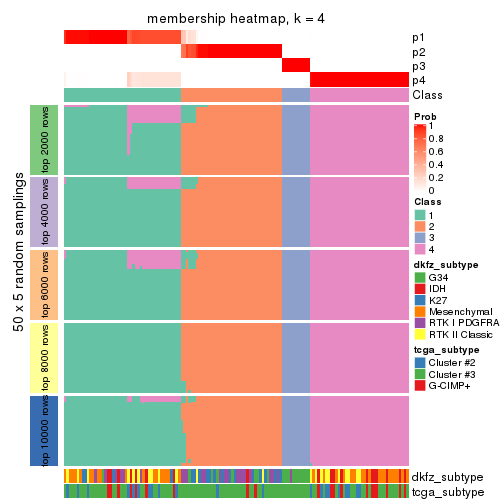 membership heatmap, k = 4
p1
p2
p3
p4
Class
50 x 5 random samplings
top 2000 rows
top 4000 rows
top 6000 rows
top 8000 rows
top 10000 rows
Prob
1
0.8
0.6
0.4
0.2
0
Class
1
2
3
4
dkfz_subtype
G34
IDH
K27
Mesenchymal
RTK I PDGFRA
RTK II Classic
tcga_subtype
Cluster #2
Cluster #3
G-CIMP+
dkfz_subtype
tcga_subtype